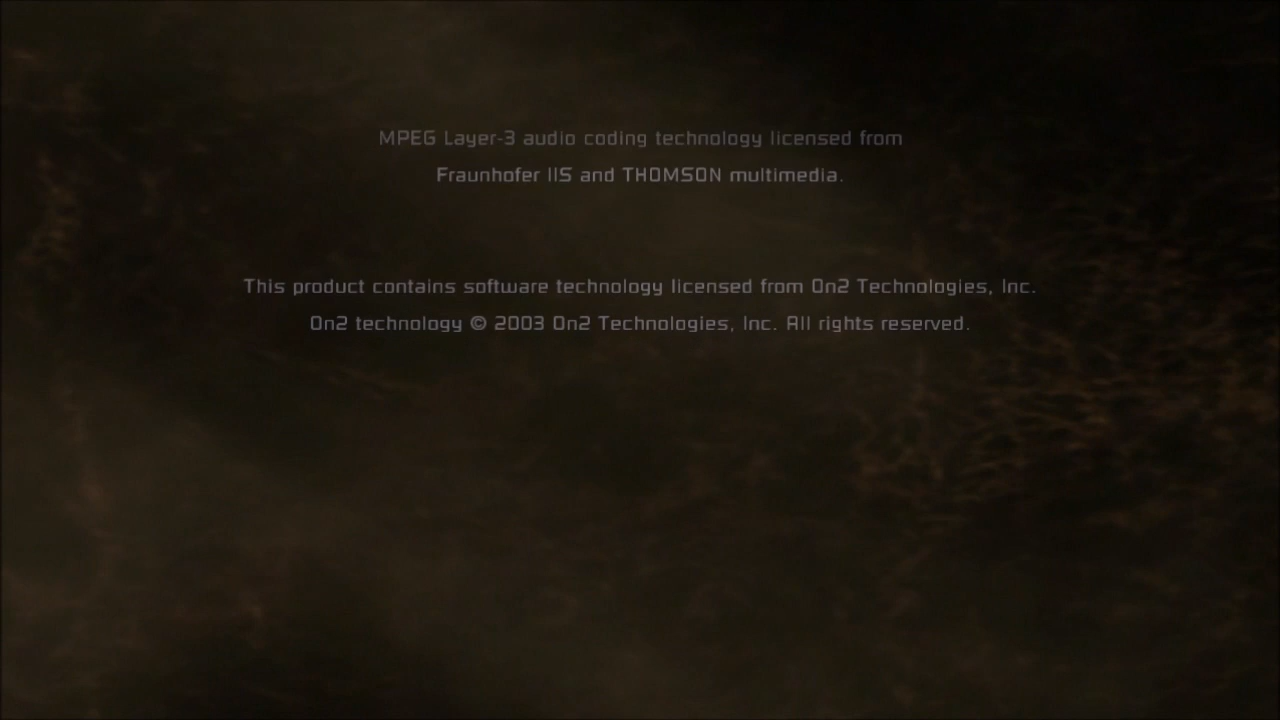 MPEG Layer-3 audio coding technology licensed from
Fraunhofer IIS and THOMSON multimedia.
This product contains software technology licensed from On2 Technologies, Inc.
On2 technology © 2003 On2 Technologies, Inc. All rights reserved.